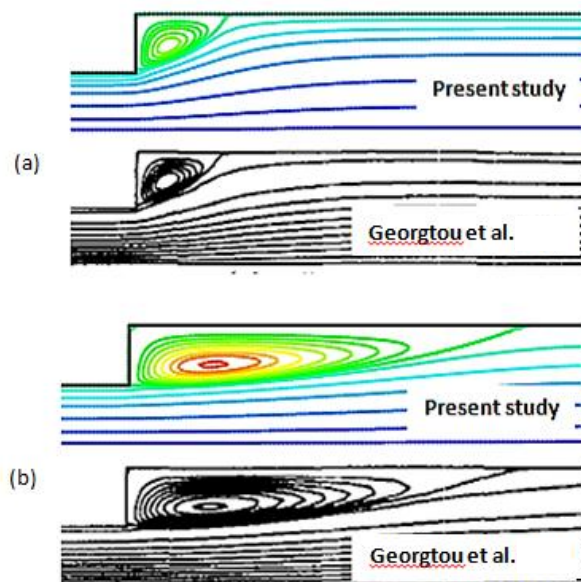 Present study
(a)
Georgtou et al.
Present study
(b)
Georgtou et al.